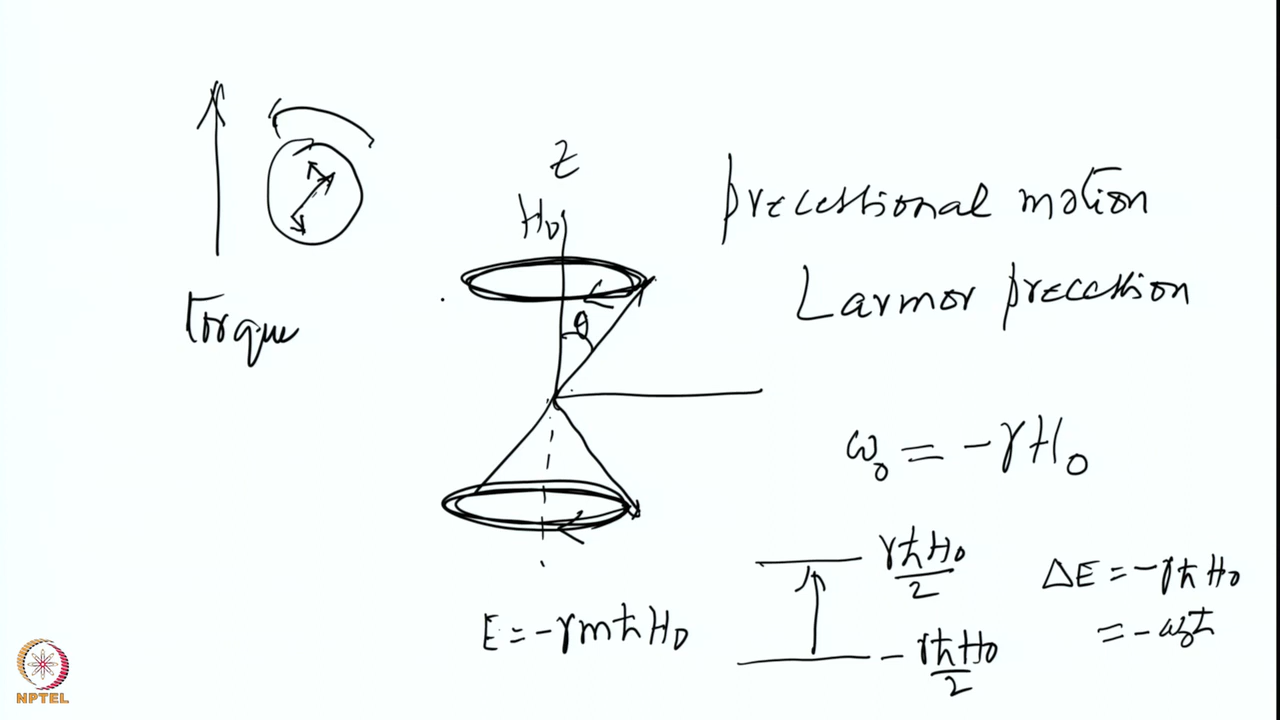 Z
H₀
θ
torque
precessional motion
Larmor precession
ω₀ = -γH₀
γħH₀/2
-γħH₀/2
ΔE = -γħH₀
= -ω₀ħ
E = -γmħH₀
NPTEL